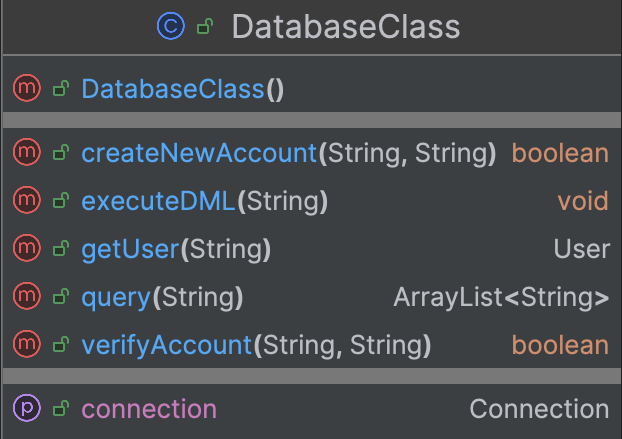 C DatabaseClass
m DatabaseClass()
m createNewAccount(String, String) boolean
m executeDML(String) void
m getUser(String) User
m query(String) ArrayList<String>
m verifyAccount(String, String) boolean
p connection Connection